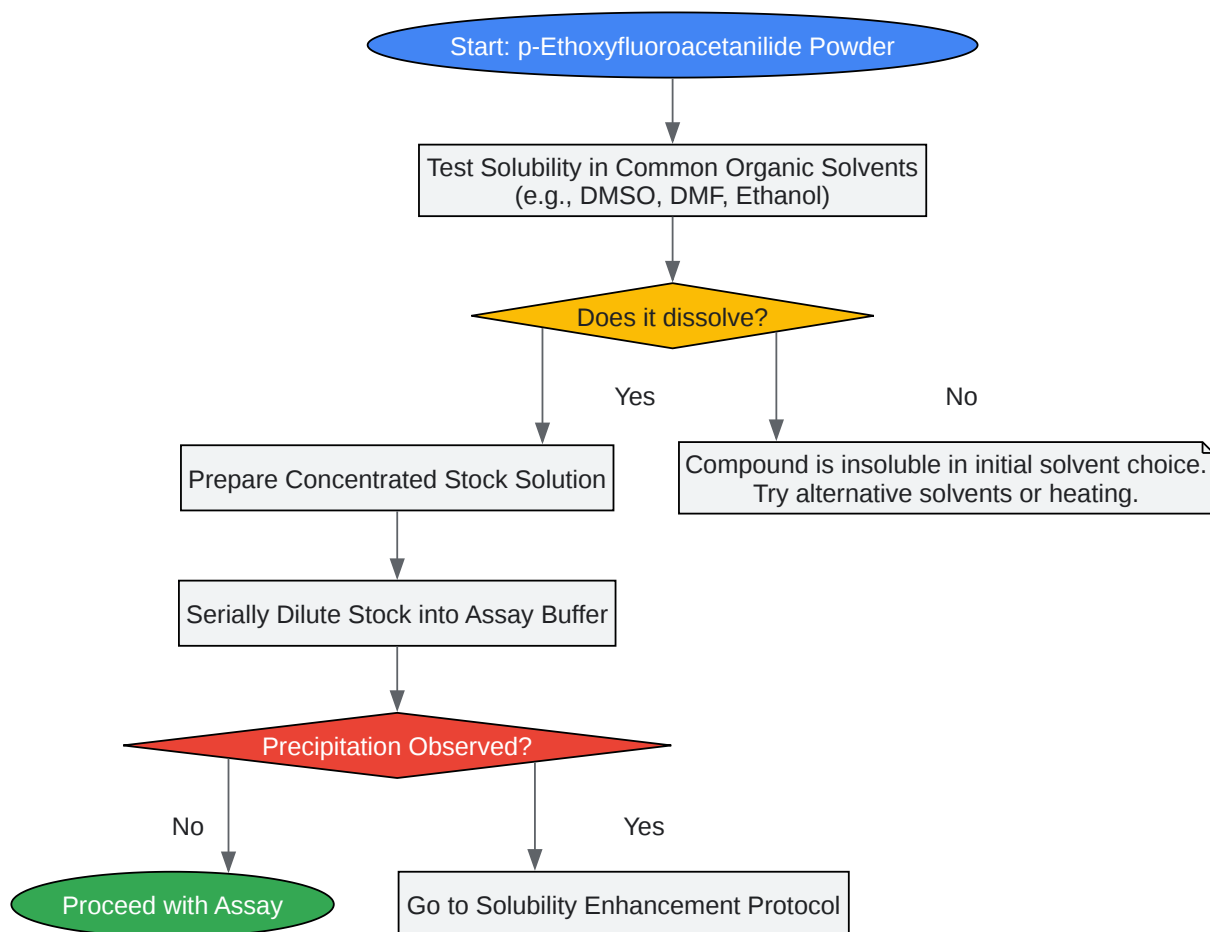 Start: p-Ethoxyfluoroacetanilide Powder
Test Solubility in Common Organic Solvents
(e.g., DMSO, DMF, Ethanol)
Does it dissolve?
Yes
No
Prepare Concentrated Stock Solution
Compound is insoluble in initial solvent choice.
Try alternative solvents or heating.
Serially Dilute Stock into Assay Buffer
Precipitation Observed?
No
Yes
Proceed with Assay
Go to Solubility Enhancement Protocol